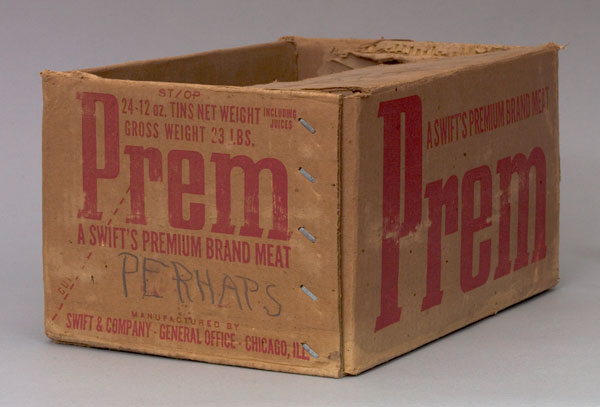 ST/OP
24-12 oz. TINS NET WEIGHT INCLUDING JUICES
GROSS WEIGHT 23 LBS.
Prem
A SWIFT'S PREMIUM BRAND MEAT
PERHAPS
MANUFACTURED BY
SWIFT & COMPANY · GENERAL OFFICE · CHICAGO, ILL
A SWIFT'S PREMIUM BRAND MEAT
Prem